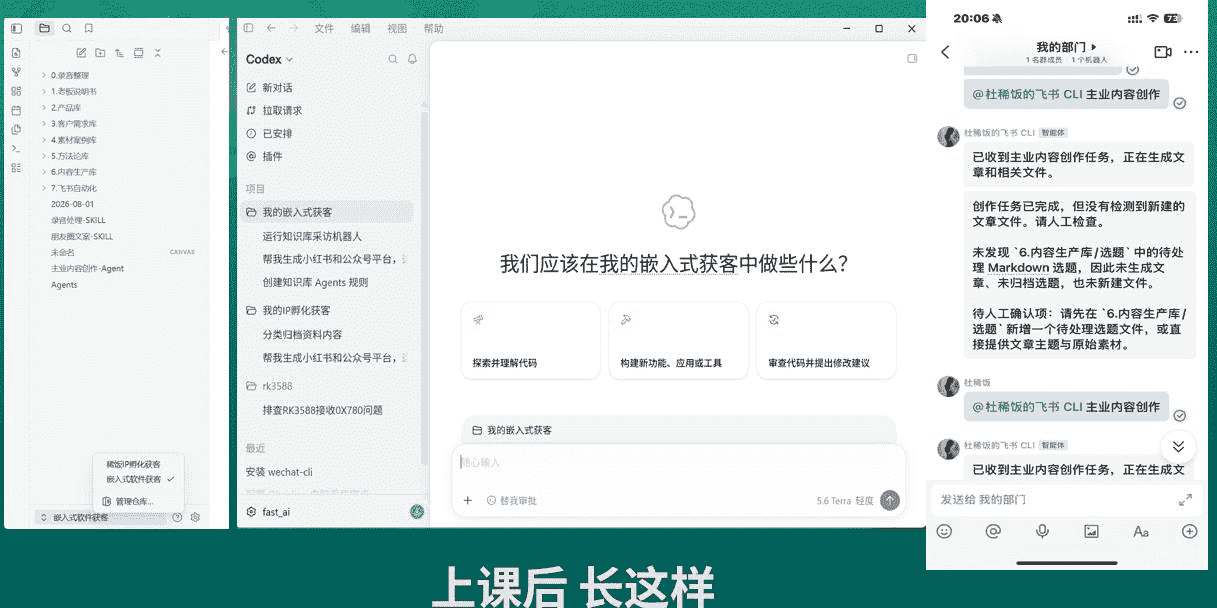 0.录音整理
1.老板说明书
2.产品库
3.客户需求库
4.素材案例库
5.方法论库
6.内容生产库
7.飞书自动化
2026-08-01
录音处理-SKILL
朋友圈文案-SKILL
未命名
CANVAS
主业内容创作-Agent
Agents
稀饭IP孵化获客
嵌入式软件获客
管理仓库...
嵌入式软件获客
文件 编辑 视图 帮助
Codex
新对话
拉取请求
已安排
插件
项目
我的嵌入式获客
运行知识库采访机器人
帮我生成小红书和公众号平台，
创建知识库 Agents 规则
我的IP孵化获客
分类归档资料内容
帮我生成小红书和公众号平台，
rk3588
排查RK3588接收0X780问题
最近
安装 wechat-cli
fast_ai
我们应该在我的嵌入式获客中做些什么？
探索并理解代码
构建新功能、应用或工具
审查代码并提出修改建议
我的嵌入式获客
随心输入
替我审批
5.6 Terra 轻度
20:06
73
我的部门
1 名群成员 1 个机器人
@杜稀饭的飞书 CLI 主业内容创作
杜稀饭的飞书 CLI 智能体
已收到主业内容创作任务，正在生成文
章和相关文件。
创作任务已完成，但没有检测到新建的
文章文件。请人工检查。
未发现 `6.内容生产库/选题` 中的待处
理 Markdown 选题，因此未生成文
章、未归档选题，也未新建文件。
待人工确认项：请先在 `6.内容生产库/
选题` 新增一个待处理选题文件，或直
接提供文章主题与原始素材。
杜稀饭
@杜稀饭的飞书 CLI 主业内容创作
杜稀饭的飞书 CLI 智能体
已收到主业内容创作任务，正在生成文
发送给 我的部门
Aa
上课后 长这样